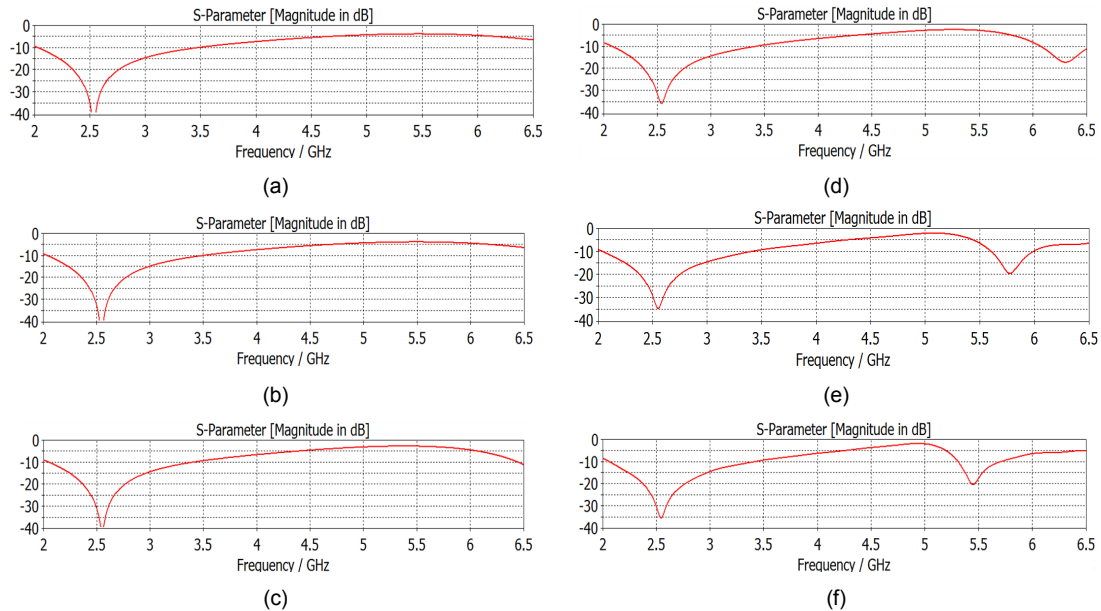 S-Parameter [Magnitude in dB]
0
-10
-20
-30
-40
2 2.5 3 3.5 4 4.5 5 5.5 6 6.5
Frequency / GHz
(a)
S-Parameter [Magnitude in dB]
0
-10
-20
-30
-40
2 2.5 3 3.5 4 4.5 5 5.5 6 6.5
Frequency / GHz
(d)
S-Parameter [Magnitude in dB]
0
-10
-20
-30
-40
2 2.5 3 3.5 4 4.5 5 5.5 6 6.5
Frequency / GHz
(b)
S-Parameter [Magnitude in dB]
0
-10
-20
-30
-40
2 2.5 3 3.5 4 4.5 5 5.5 6 6.5
Frequency / GHz
(e)
S-Parameter [Magnitude in dB]
0
-10
-20
-30
-40
2 2.5 3 3.5 4 4.5 5 5.5 6 6.5
Frequency / GHz
(c)
S-Parameter [Magnitude in dB]
0
-10
-20
-30
-40
2 2.5 3 3.5 4 4.5 5 5.5 6 6.5
Frequency / GHz
(f)